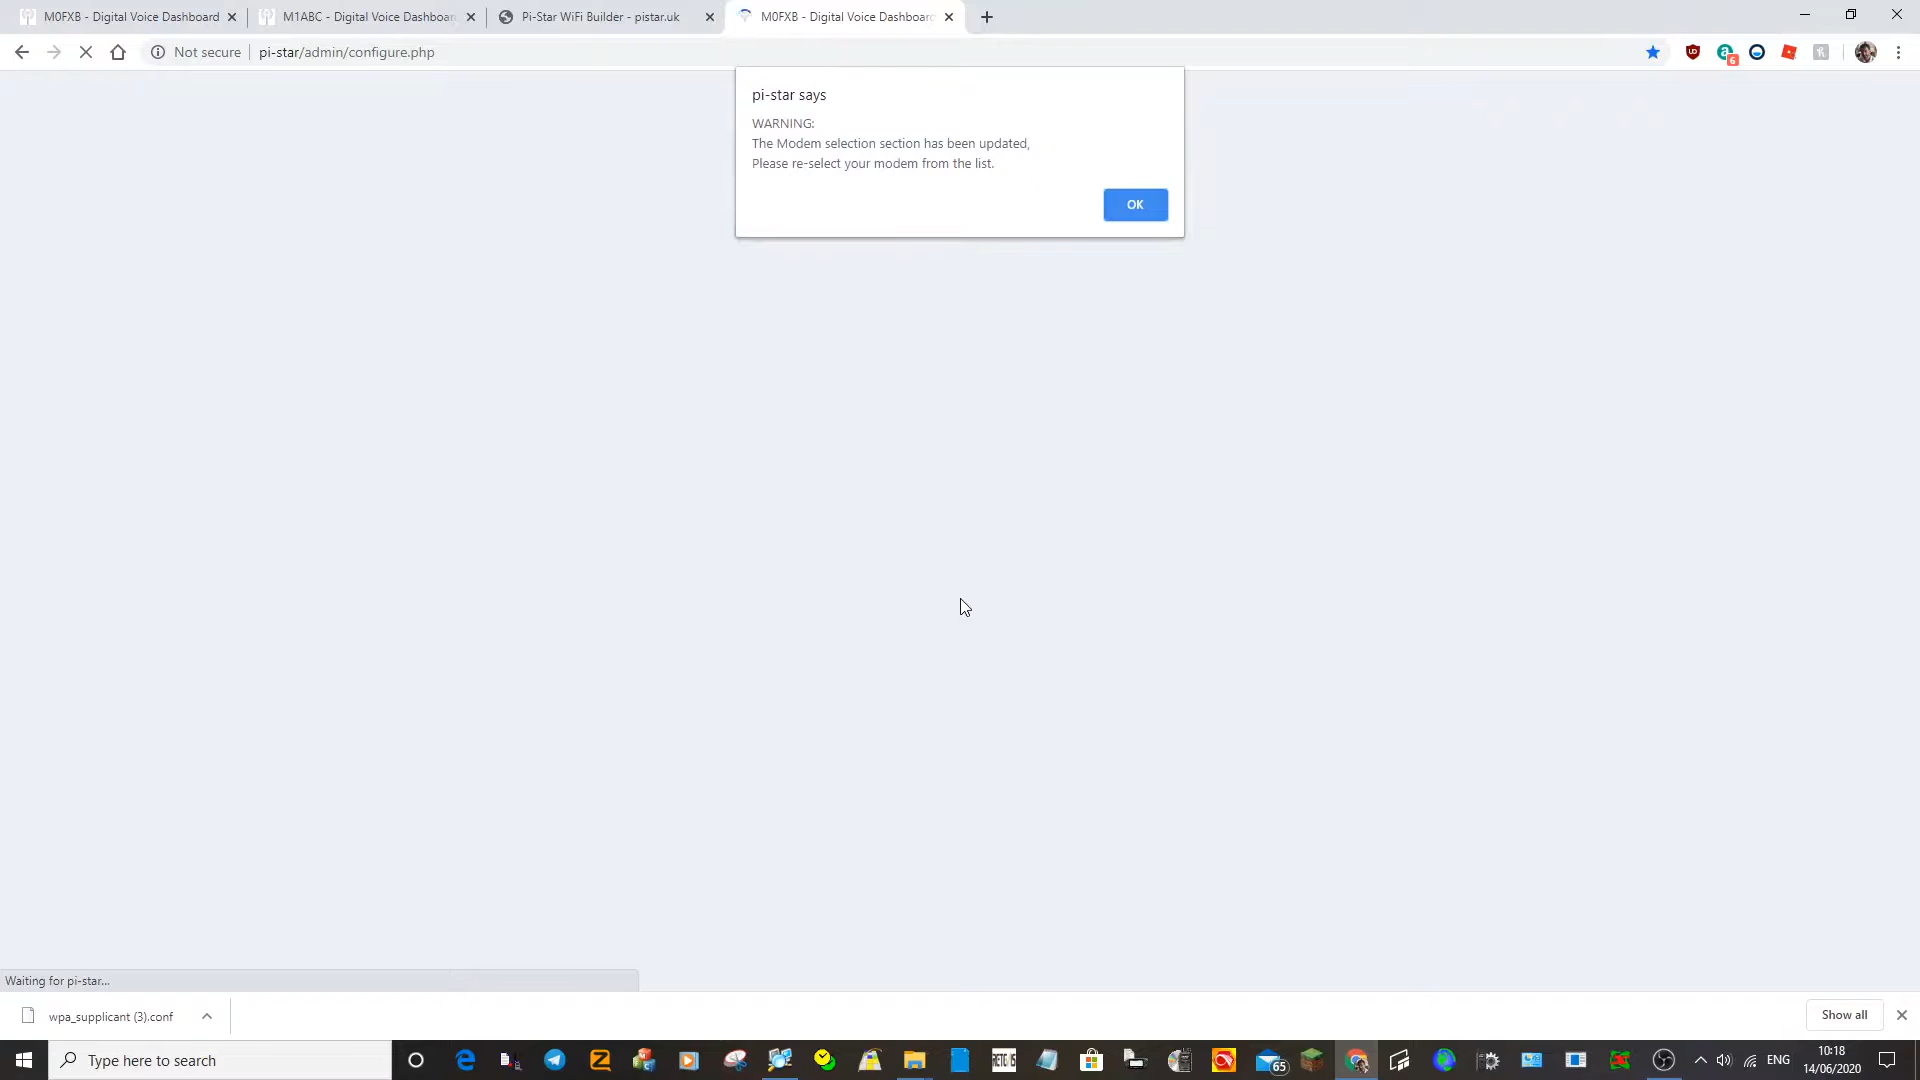 M0FXB - Digital Voice Dashboard
M1ABC - Digital Voice Dashboar
Pi-Star WiFi Builder - pistar.uk
M0FXB - Digital Voice Dashboar
Not secure
pi-star/admin/configure.php
6
pi-star says
WARNING:
The Modem selection section has been updated,
Please re-select your modem from the list.
OK
Waiting for pi-star...
wpa_supplicant (3).conf
Show all
Type here to search
65
ENG
10:18
14/06/2020